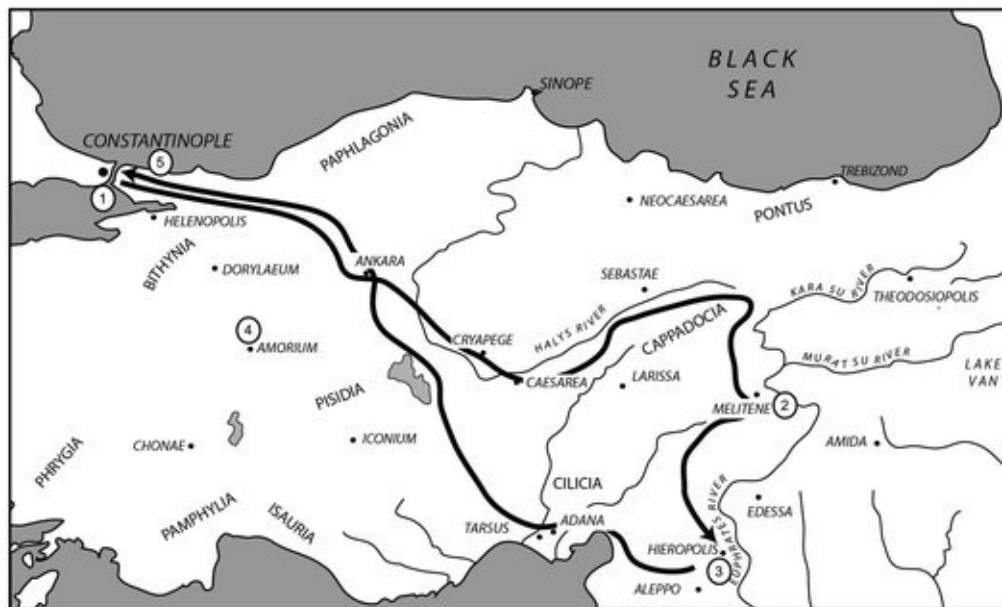 BLACK
SEA
SINOPE
CONSTANTINOPLE
PAPHLAGONIA
5
1
TREBIZOND
NEOCAESAREA
PONTUS
HELENOPOLIS
BITHYNIA
ANKARA
DORYLAEUM
SEBASTAE
KARA SU RIVER
THEODOSIOPOLIS
4
AMORIUM
CRYAPEGE
HALYS RIVER
CAPPADOCIA
MURAT SU RIVER
LAKE
VAN
CAESAREA
LARISSA
PISIDIA
MELITENE
2
CHONAE
ICONIUM
AMIDA
PHRYGIA
PAMPHYLIA
ISAURIA
CILICIA
EDESSA
TARSUS
ADANA
EUPHRATES RIVER
HIEROPOLIS
3
ALEPPO